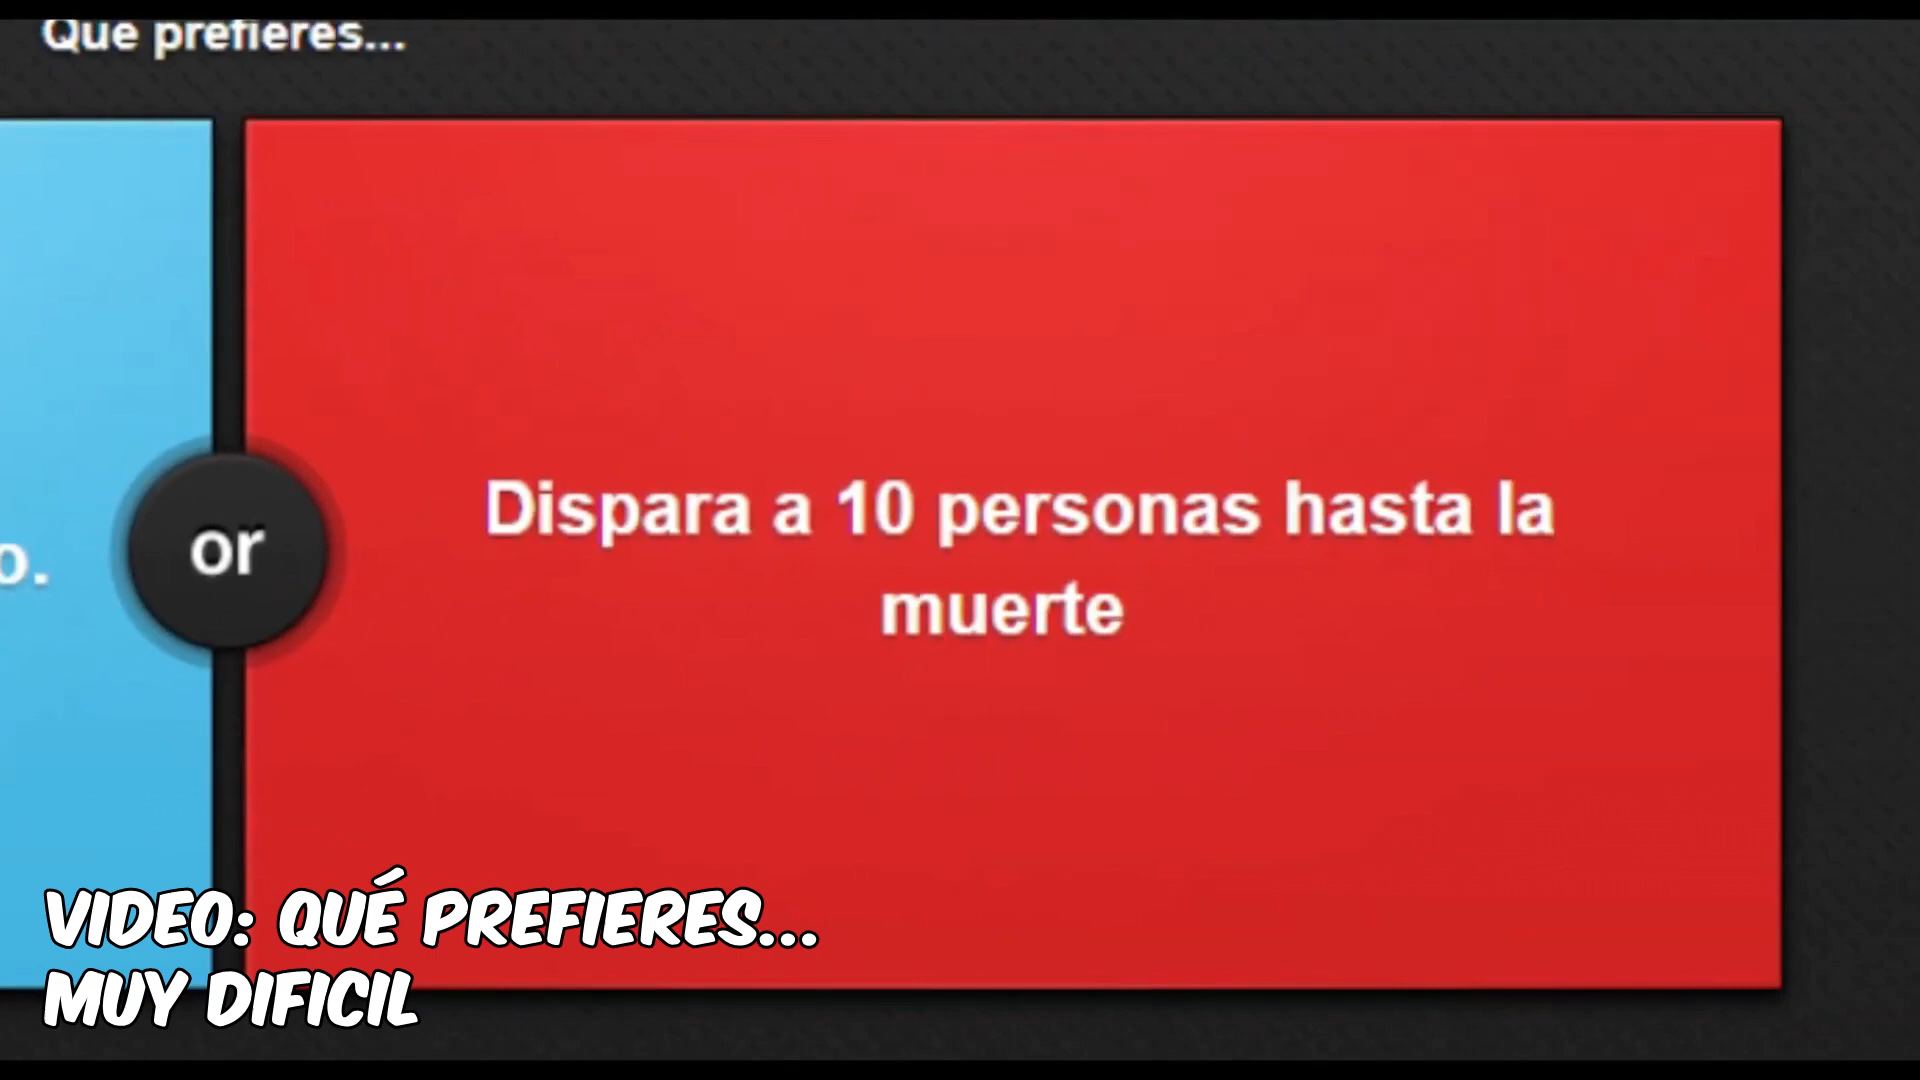 Que prefieres...
o.
or
Dispara a 10 personas hasta la
muerte
VIDEO: QUÉ PREFIERES...
MUY DIFICIL